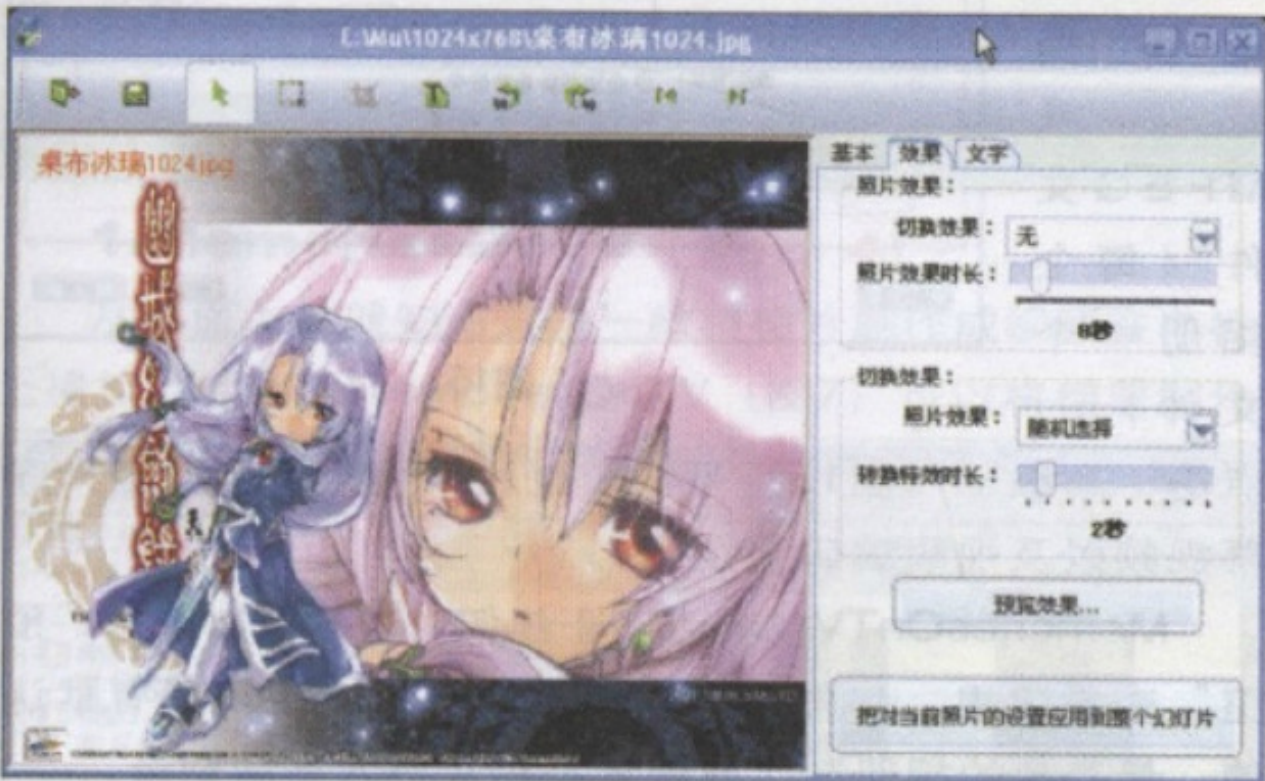 E:\Mu\1024x768\桌布冰璃1024.jpg
桌布冰璃1024.jpg
基本 效果 文字
照片效果：
切换效果： 无
照片效果时长：
8秒
切换效果：
照片效果： 随机选择
转换特效时长：
2秒
预览效果...
把对当前照片的设置应用到整个幻灯片